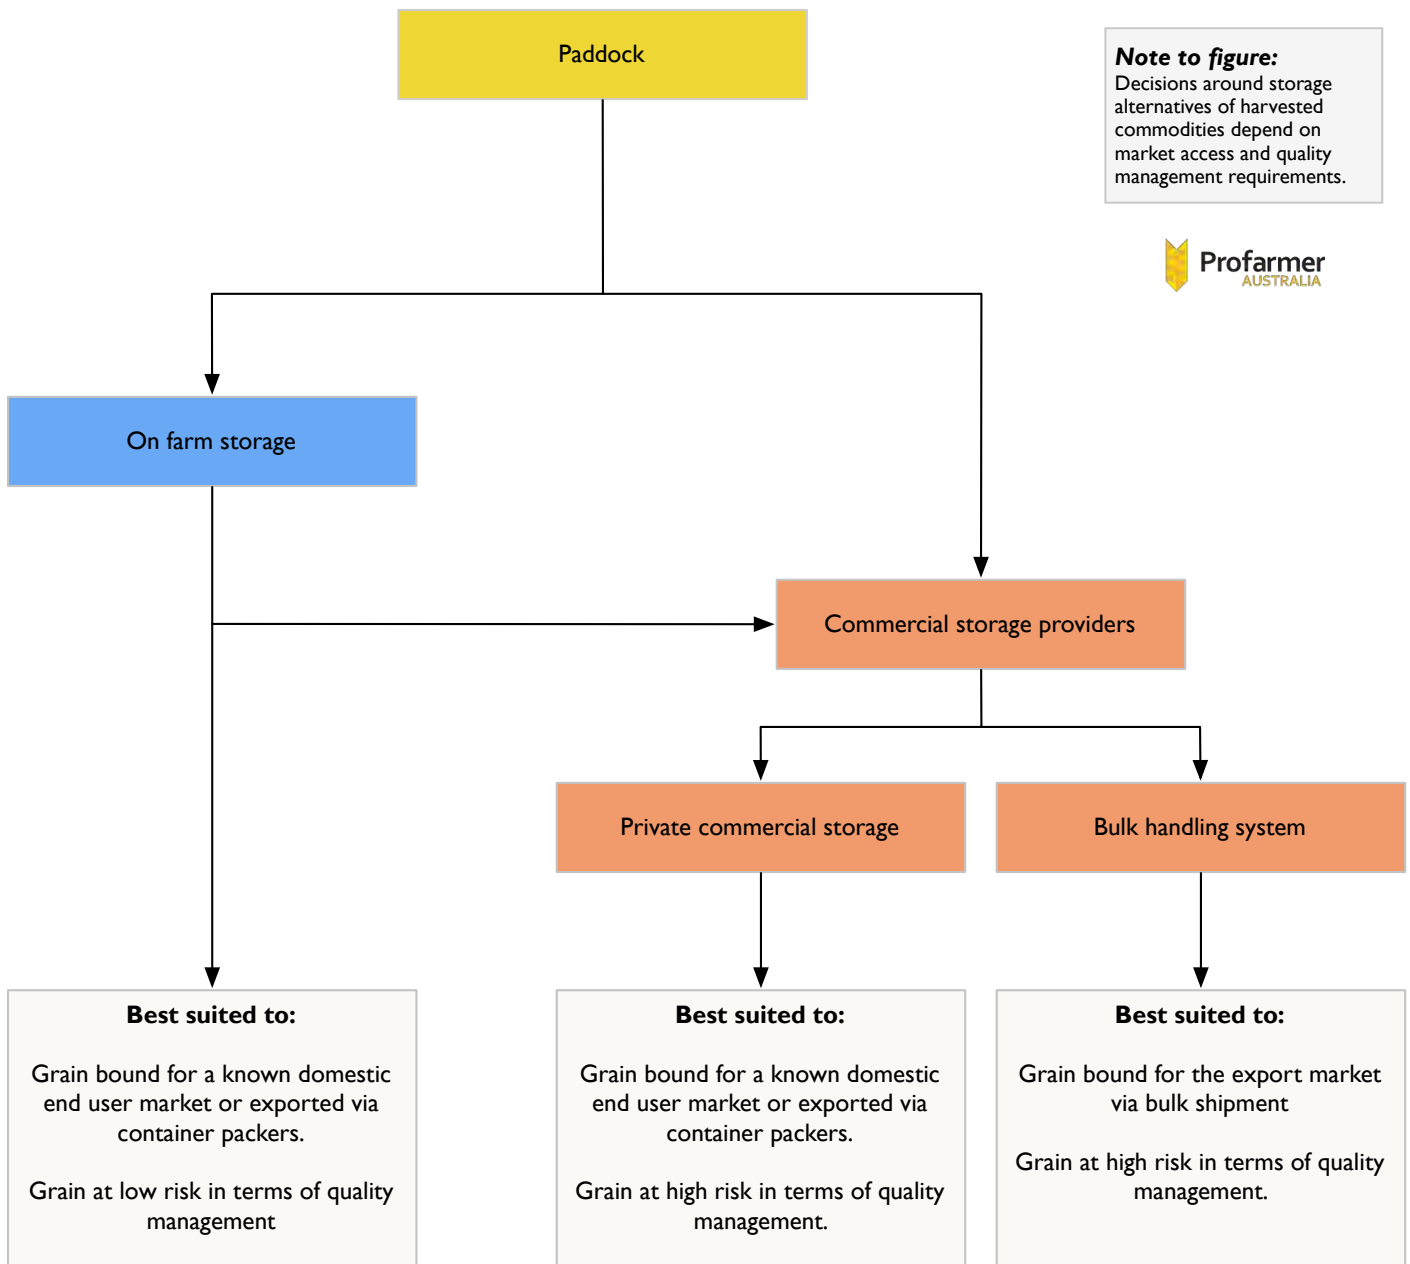 Paddock
Note to figure:
Decisions around storage
alternatives of harvested
commodities depend on
market access and quality
management requirements.
Profarmer
AUSTRALIA
On farm storage
Commercial storage providers
Private commercial storage
Bulk handling system
Best suited to:
Grain bound for a known domestic
end user market or exported via
container packers.
Grain at low risk in terms of quality
management
Best suited to:
Grain bound for a known domestic
end user market or exported via
container packers.
Grain at high risk in terms of quality
management.
Best suited to:
Grain bound for the export market
via bulk shipment
Grain at high risk in terms of quality
management.